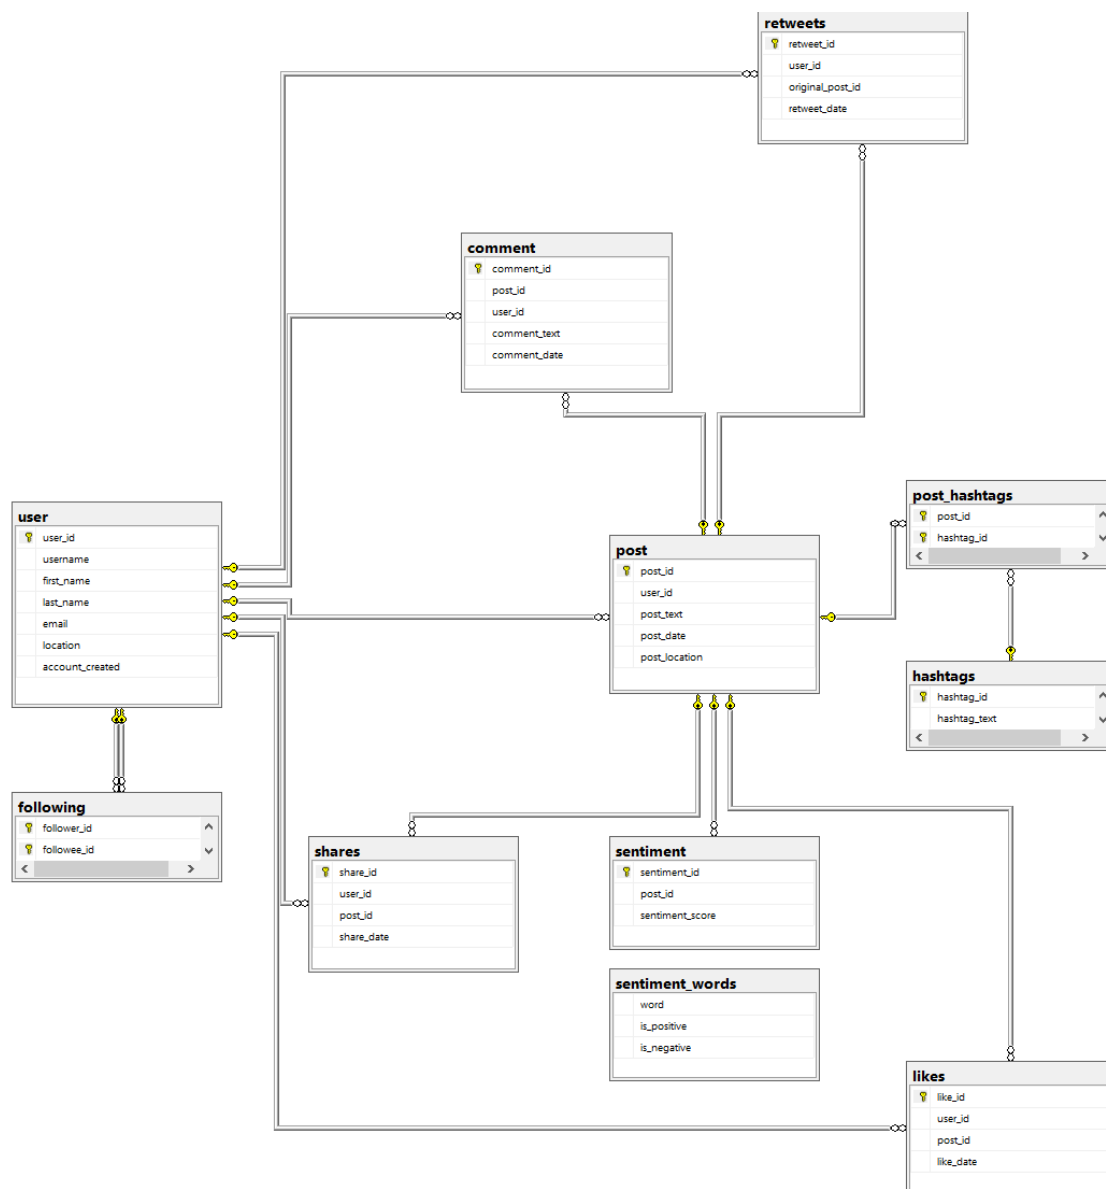 retweets
retweet_id
user_id
original_post_id
retweet_date
comment
comment_id
post_id
user_id
comment_text
comment_date
user
user_id
username
first_name
last_name
email
location
account_created
post
post_id
user_id
post_text
post_date
post_location
post_hashtags
post_id
hashtag_id
hashtags
hashtag_id
hashtag_text
following
follower_id
followee_id
shares
share_id
user_id
post_id
share_date
sentiment
sentiment_id
post_id
sentiment_score
sentiment_words
word
is_positive
is_negative
likes
like_id
user_id
post_id
like_date